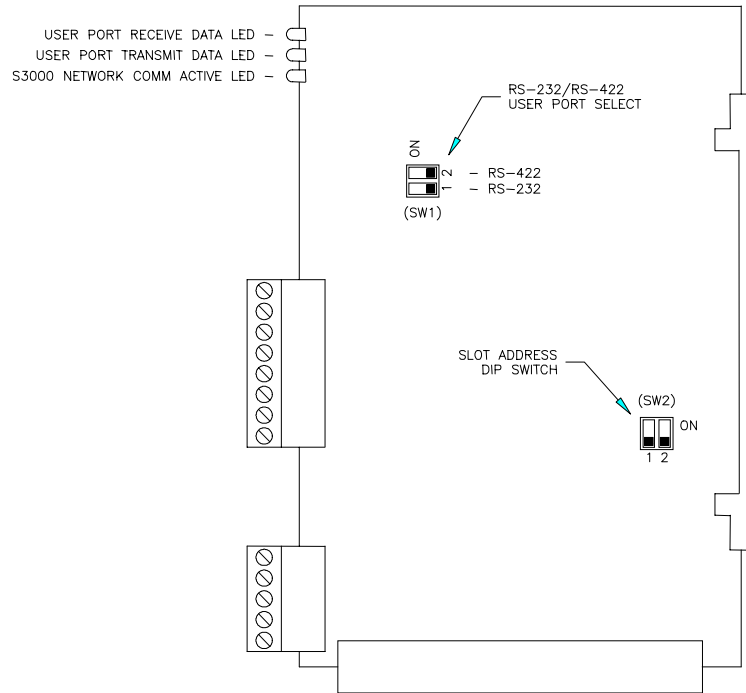 USER PORT RECEIVE DATA LED –
USER PORT TRANSMIT DATA LED –
S3000 NETWORK COMM ACTIVE LED –
RS–232/RS–422
USER PORT SELECT
ON
2 – RS–422
1 – RS–232
(SW1)
SLOT ADDRESS
DIP SWITCH
(SW2)
ON
1 2